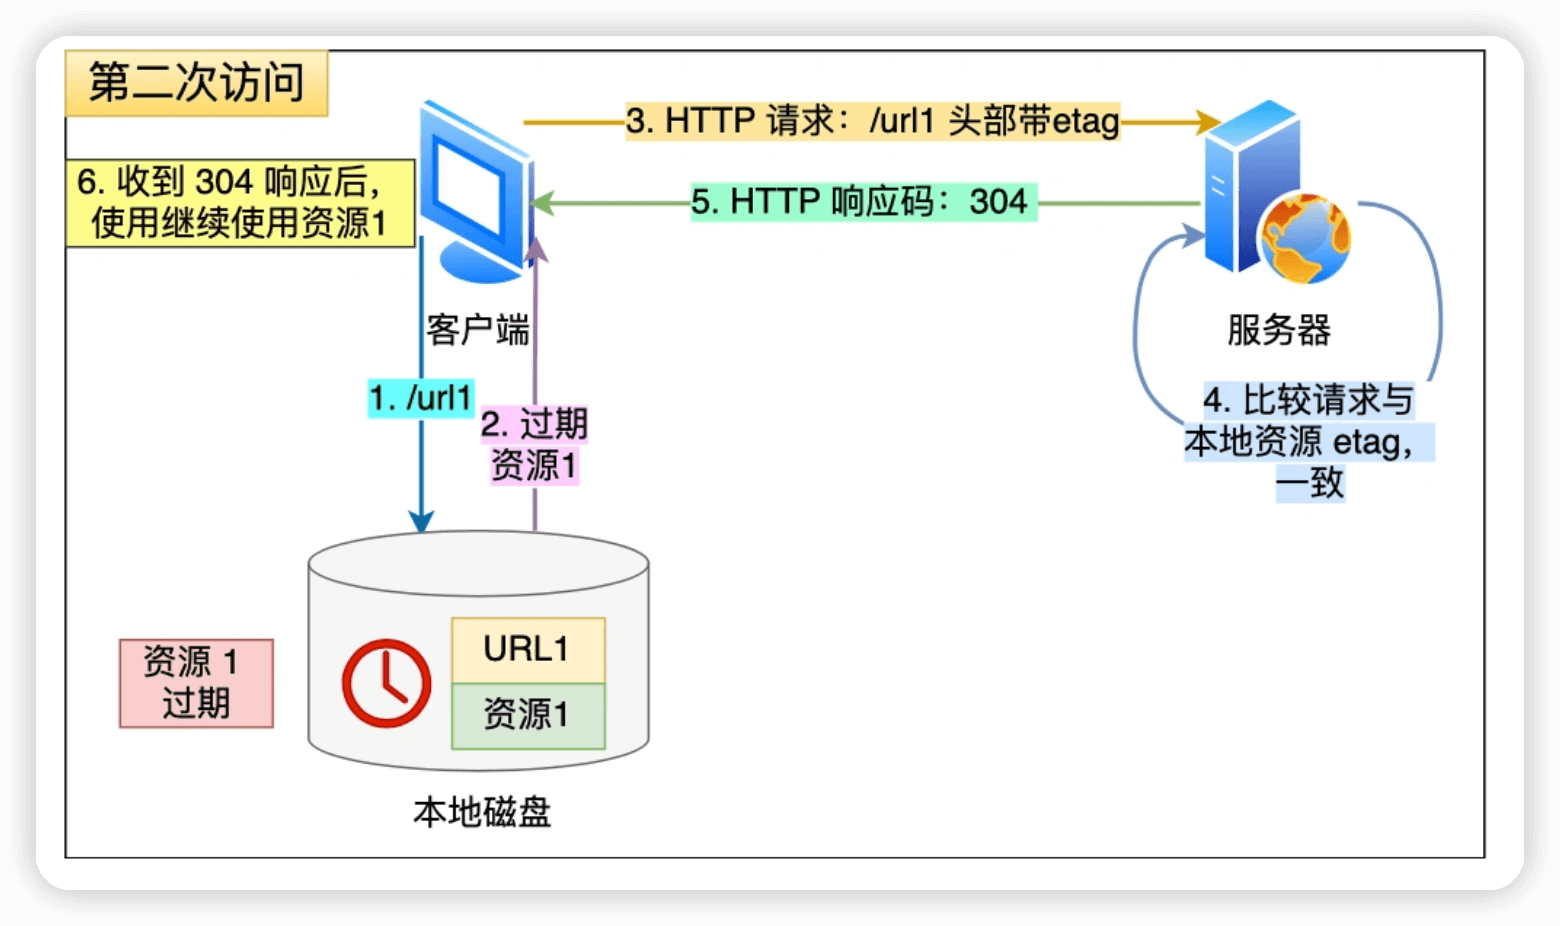 第二次访问
3. HTTP 请求：/url1 头部带etag
6. 收到 304 响应后，
使用继续使用资源1
5. HTTP 响应码：304
客户端
服务器
1. /url1
2. 过期
资源1
4. 比较请求与
本地资源 etag，
一致
URL1
资源1
资源 1
过期
本地磁盘